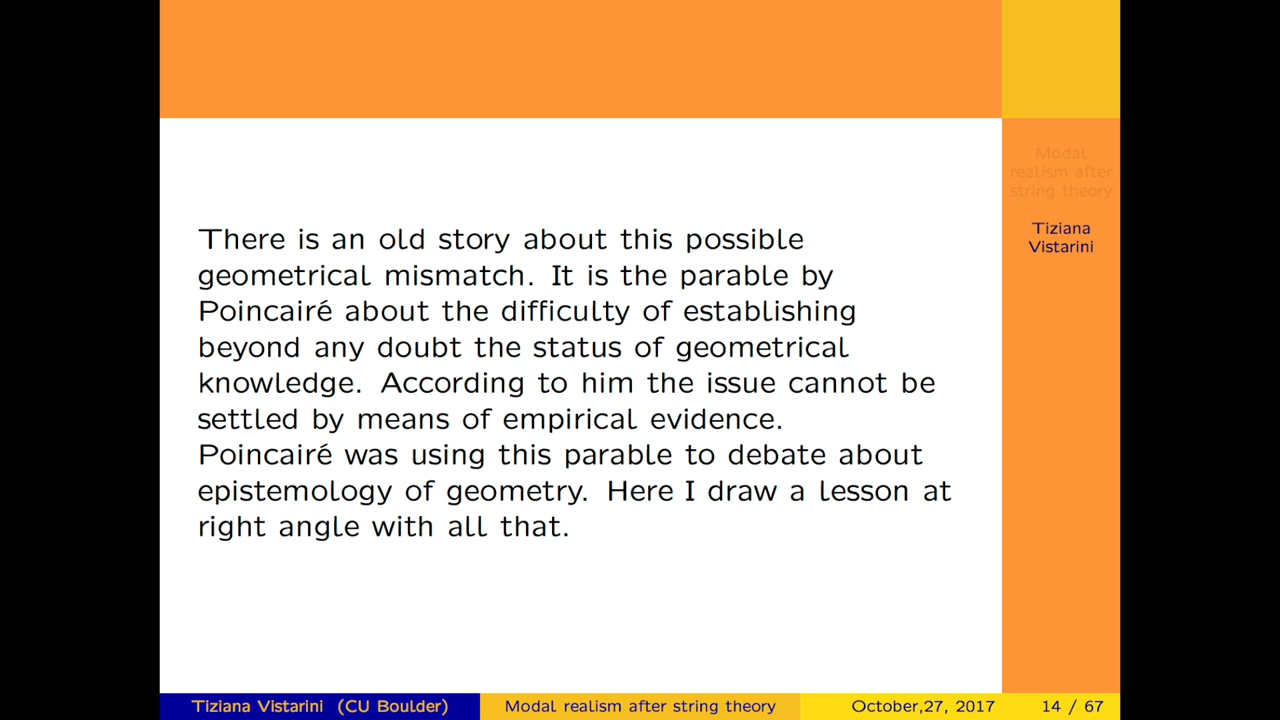 Modal
realism after
string theory
Tiziana
Vistarini
There is an old story about this possible
geometrical mismatch. It is the parable by
Poincairé about the difficulty of establishing
beyond any doubt the status of geometrical
knowledge. According to him the issue cannot be
settled by means of empirical evidence.
Poincairé was using this parable to debate about
epistemology of geometry. Here I draw a lesson at
right angle with all that.
Tiziana Vistarini (CU Boulder) Modal realism after string theory October,27, 2017 14 / 67